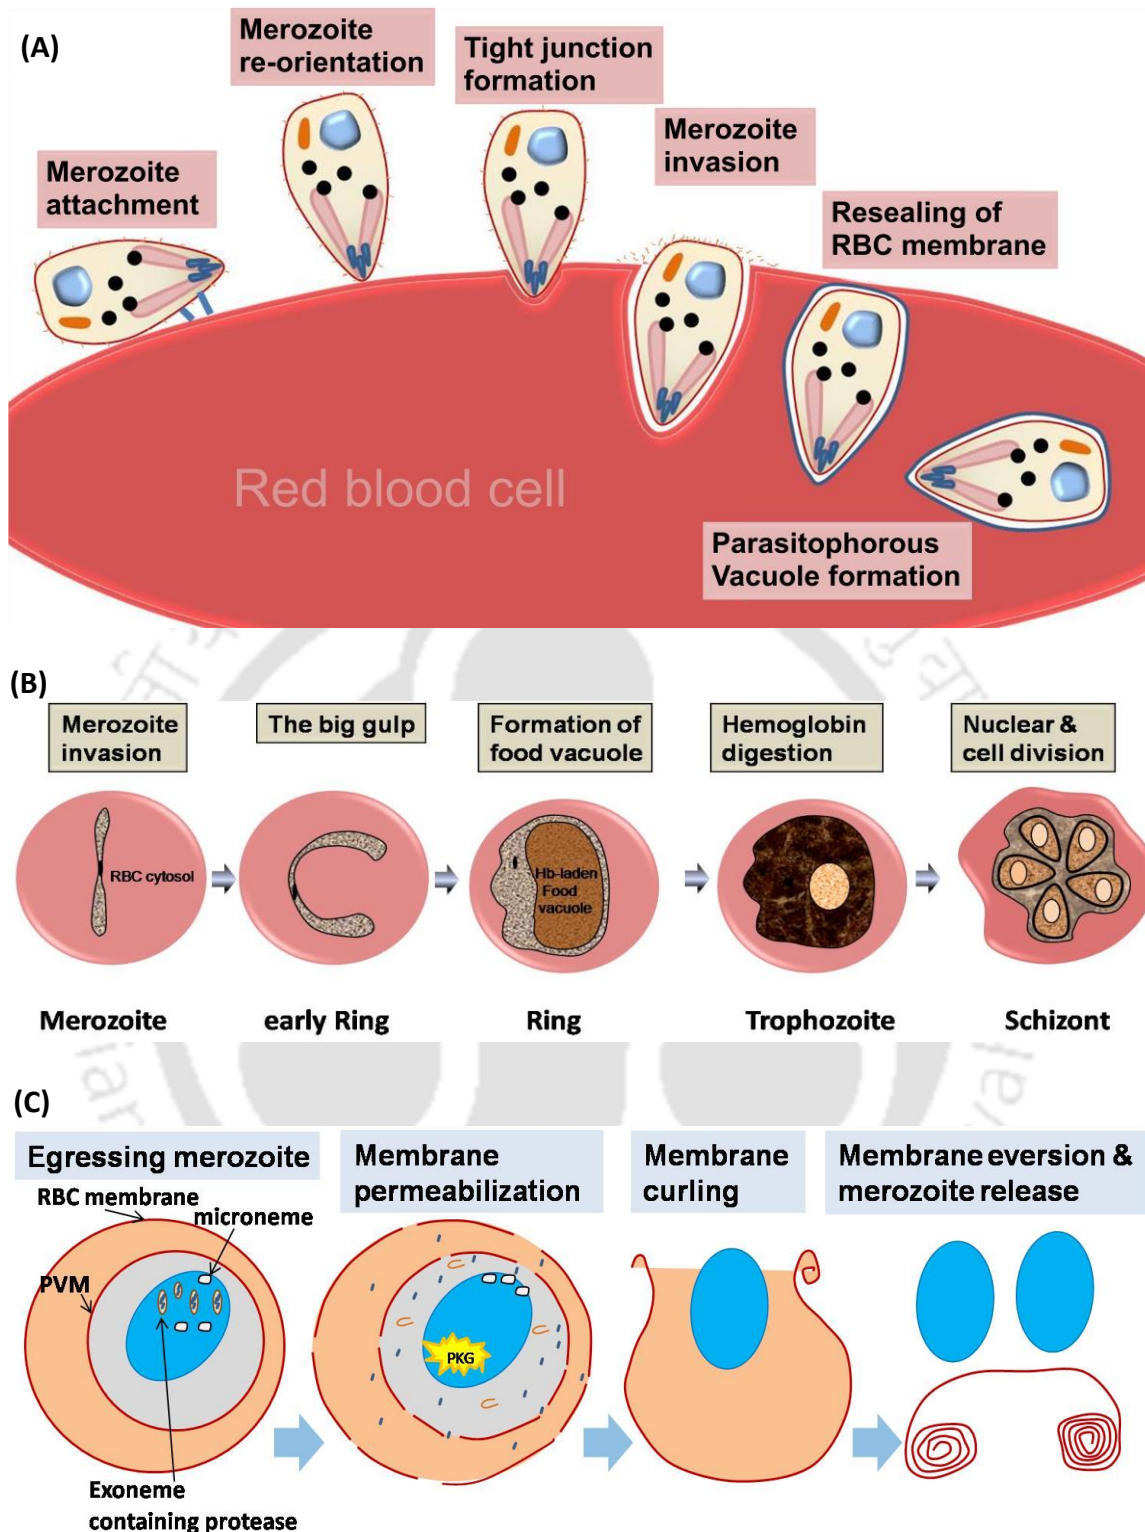 (A)
Merozoite
re-orientation
Tight junction
formation
Merozoite
invasion
Merozoite
attachment
Resealing of
RBC membrane
Red blood cell
Parasitophorous
Vacuole formation
(B)
Merozoite
invasion
The big gulp
Formation of
food vacuole
Hemoglobin
digestion
Nuclear &
cell division
RBC cytosol
Hb-laden
Food
vacuole
Merozoite
early Ring
Ring
Trophozoite
Schizont
(C)
Egressing merozoite
Membrane
permeabilization
Membrane
curling
Membrane eversion &
merozoite release
RBC membrane
microneme
PVM
PKG
Exoneme
containing protease